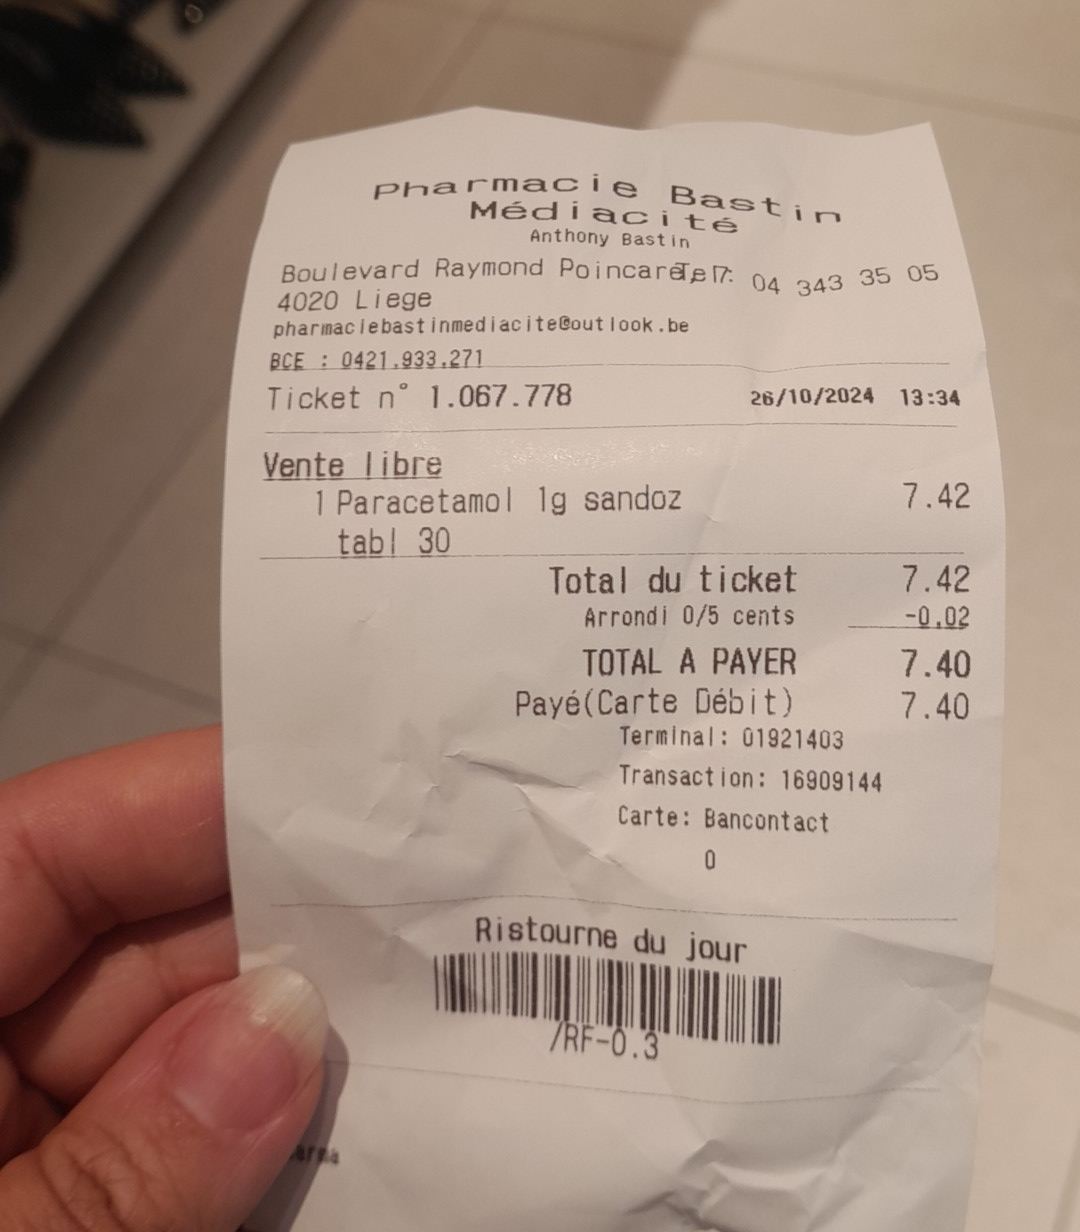 Pharmacie Bastin
Médiacité
Anthony Bastin
Boulevard Raymond Poincaré 7 Tel: 04 343 35 05
4020 Liege
pharmaciebastinmediacite@outlook.be
BCE : 0421.933.271
Ticket n° 1.067.778 26/10/2024 13:34
Vente libre
1 Paracetamol 1g sandoz 7.42
tabl 30
Total du ticket 7.42
Arrondi 0/5 cents -0.02
TOTAL A PAYER 7.40
Payé(Carte Débit) 7.40
Terminal: 01921403
Transaction: 16909144
Carte: Bancontact
0
Ristourne du jour
/RF-0.3